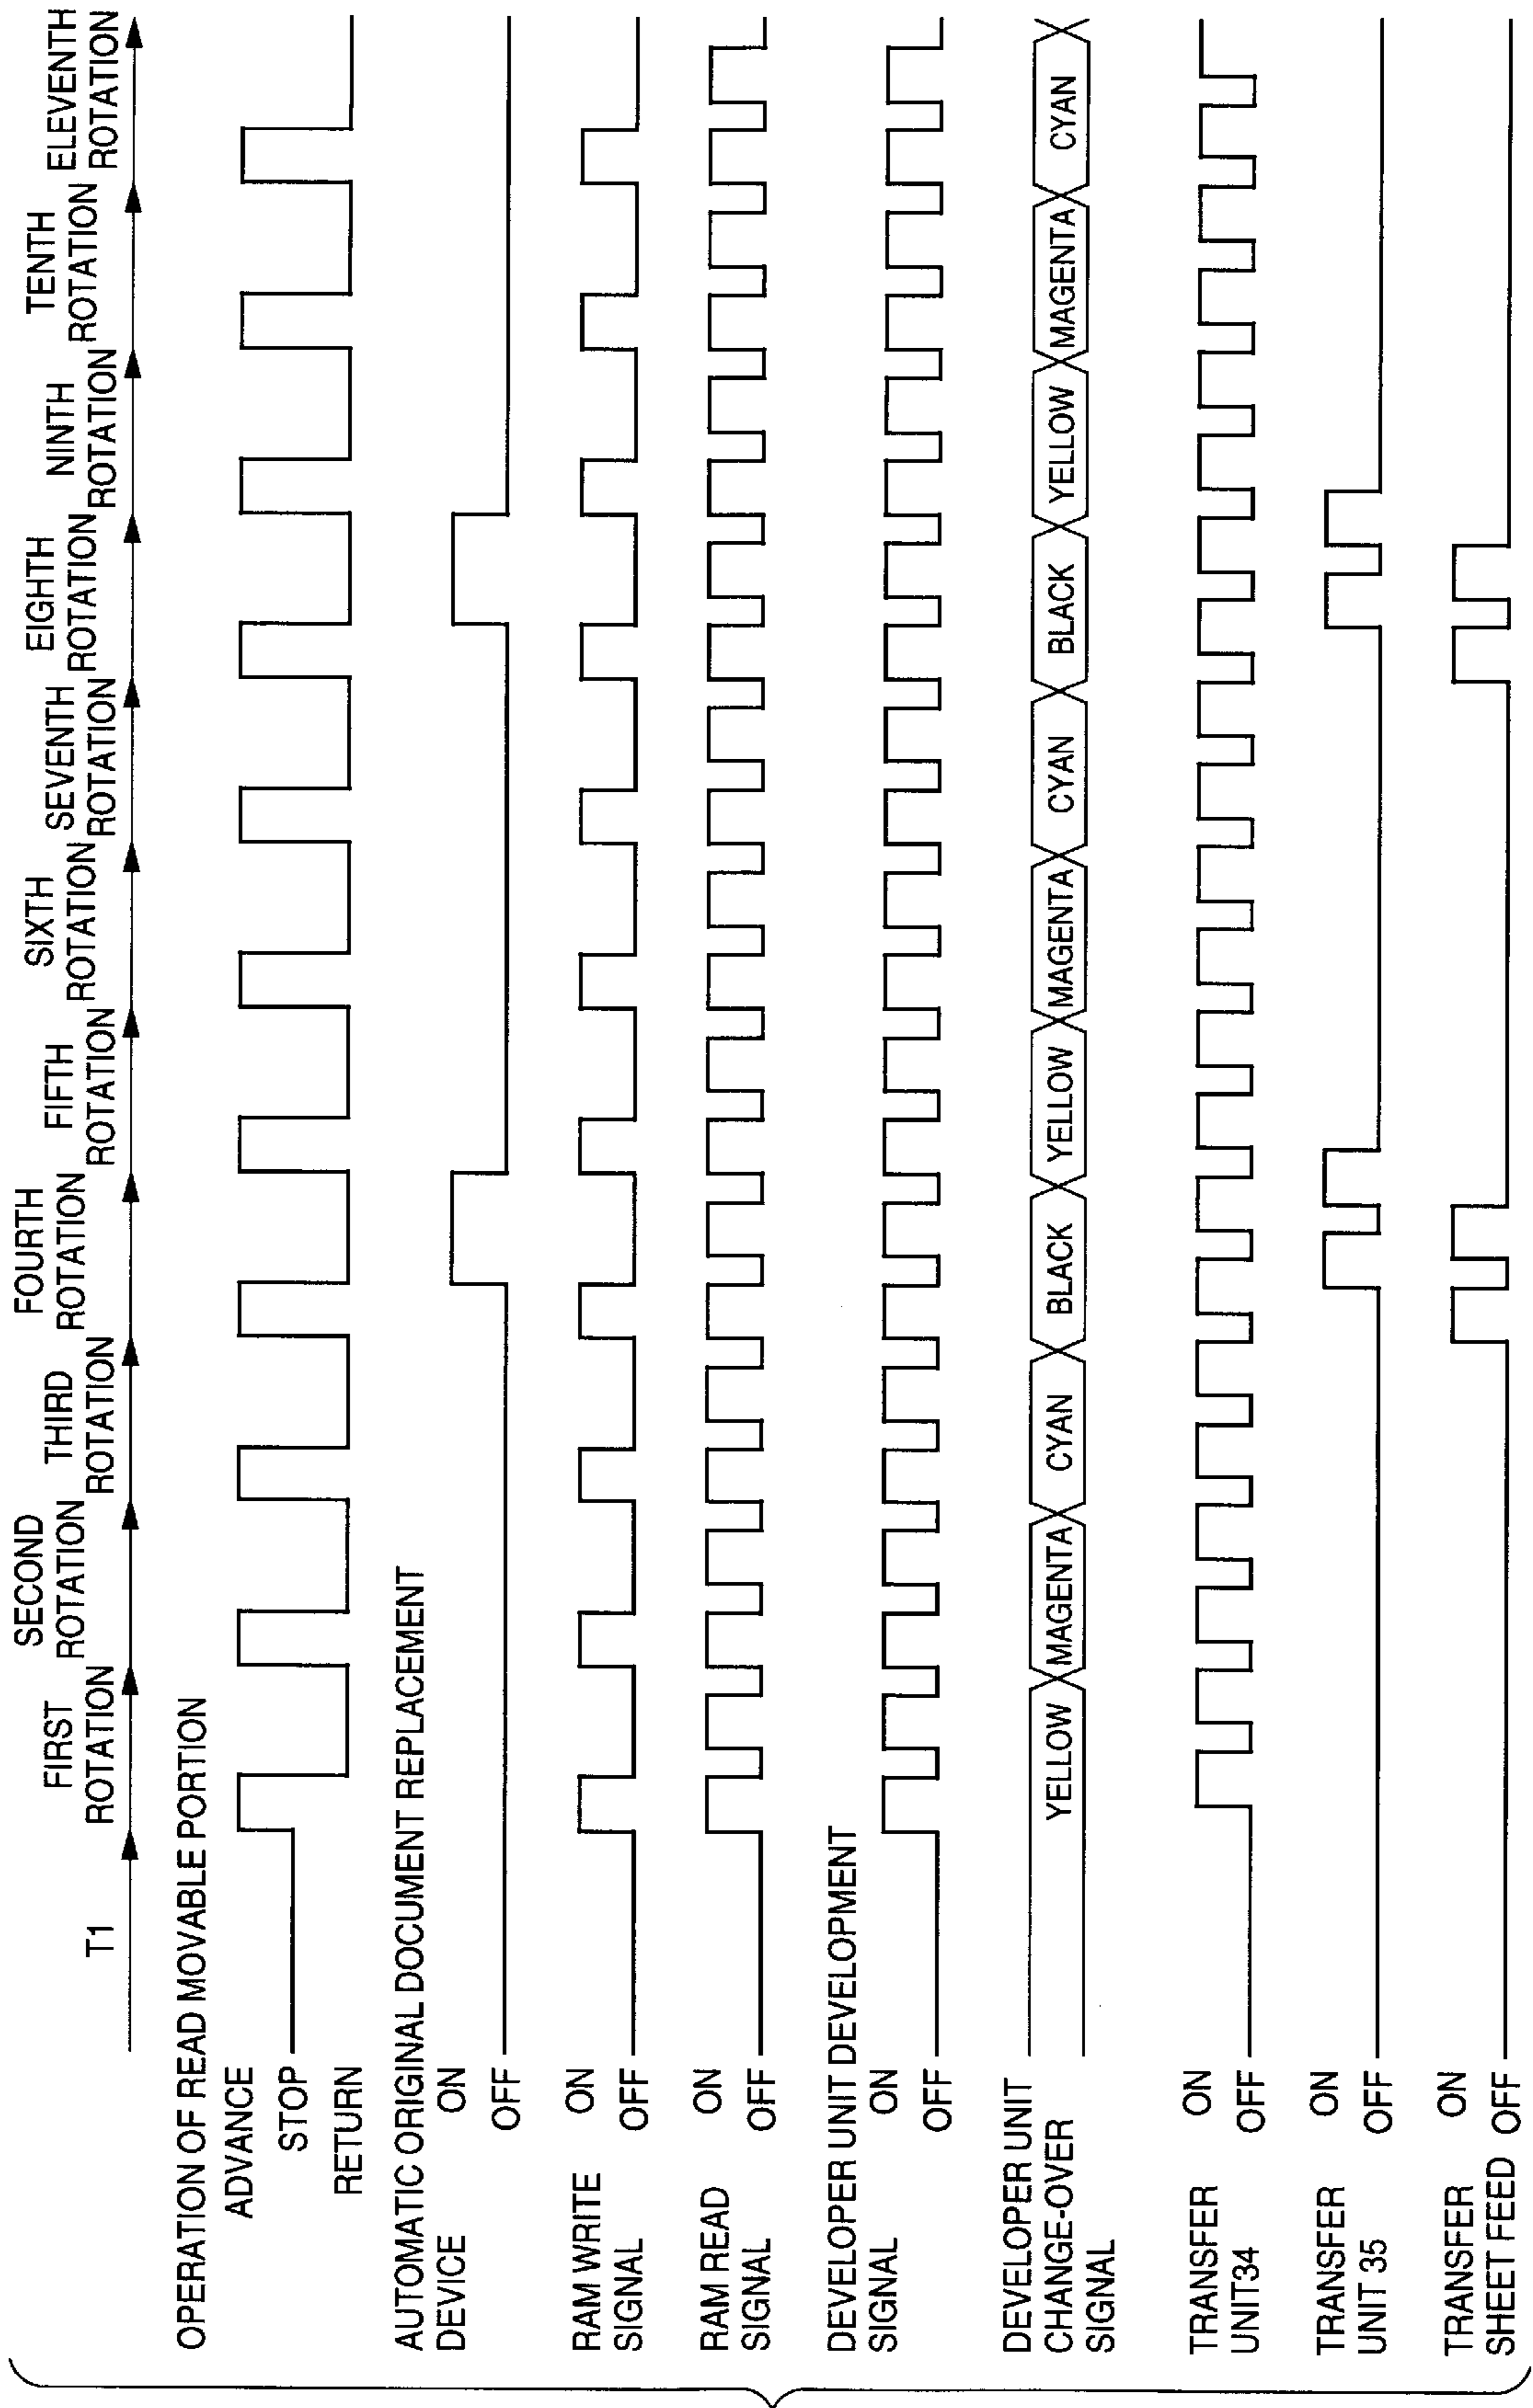 T1
FIRST
ROTATION
SECOND
ROTATION
THIRD
ROTATION
FOURTH
ROTATION
FIFTH
ROTATION
SIXTH
ROTATION
SEVENTH
ROTATION
EIGHTH
ROTATION
NINTH
ROTATION
TENTH
ROTATION
ELEVENTH
ROTATION
OPERATION OF READ MOVABLE PORTION
ADVANCE
STOP
RETURN
AUTOMATIC ORIGINAL DOCUMENT REPLACEMENT
DEVICE ON
OFF
RAM WRITE ON
SIGNAL OFF
RAM READ ON
SIGNAL OFF
DEVELOPER UNIT DEVELOPMENT
SIGNAL ON
OFF
DEVELOPER UNIT
CHANGE-OVER
SIGNAL
YELLOW MAGENTA CYAN BLACK YELLOW MAGENTA CYAN BLACK YELLOW MAGENTA CYAN
TRANSFER ON
UNIT34 OFF
TRANSFER ON
UNIT 35 OFF
TRANSFER ON
SHEET FEED OFF